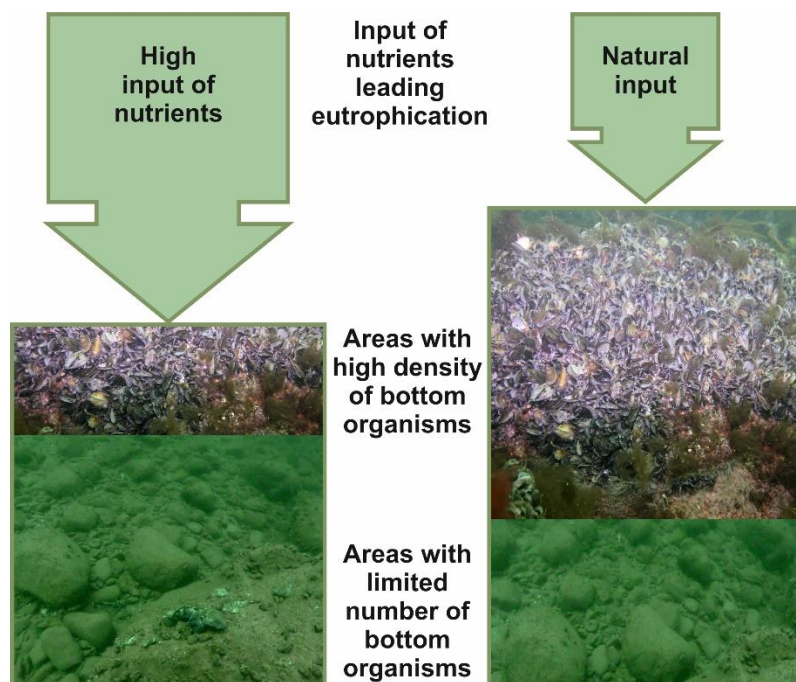 High
input of
nutrients
Input of
nutrients
leading
eutrophication
Natural
input
Areas with
high density
of bottom
organisms
Areas with
limited
number of
bottom
organisms